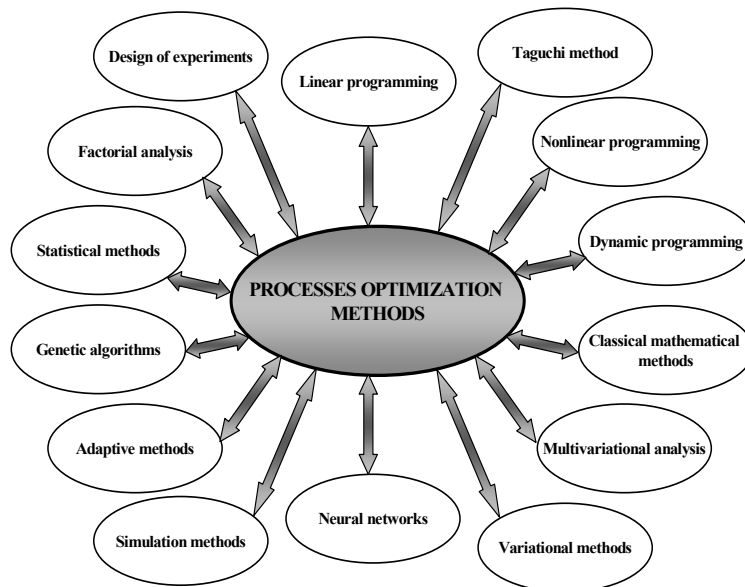 Design of experiments
Linear programming
Taguchi method
Factorial analysis
Nonlinear programming
Statistical methods
Dynamic programming
PROCESSES OPTIMIZATION
METHODS
Genetic algorithms
Classical mathematical
methods
Adaptive methods
Multivariational analysis
Simulation methods
Neural networks
Variational methods